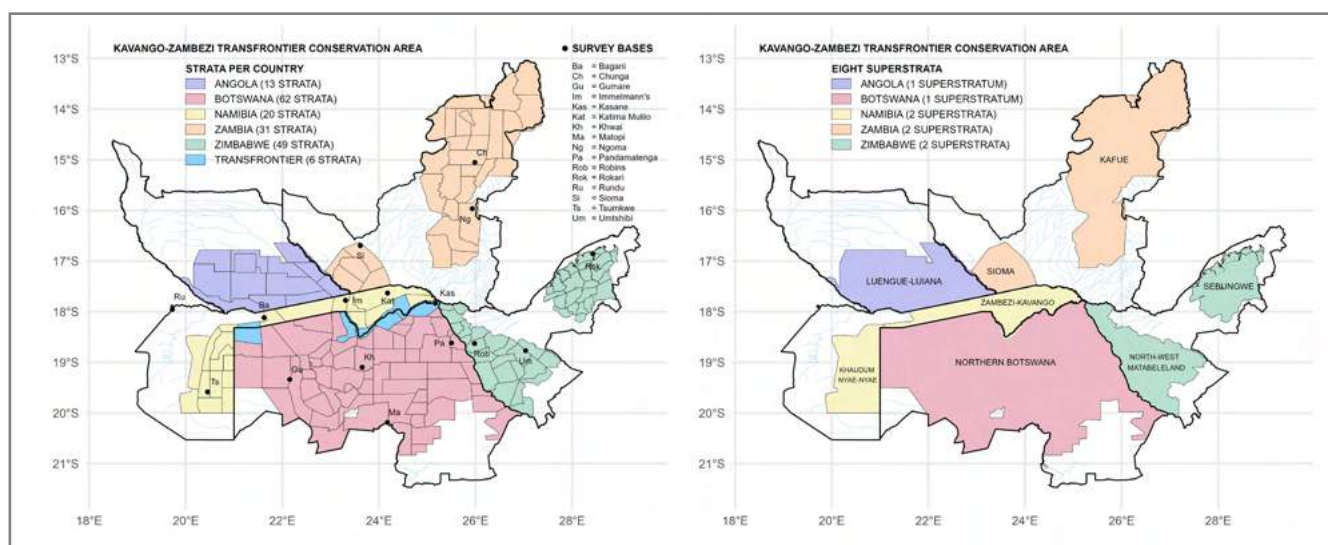 KAVANGO-ZAMBEZI TRANSFRONTIER CONSERVATION AREA
STRATA PER COUNTRY
ANGOLA (13 STRATA)
BOTSWANA (62 STRATA)
NAMIBIA (20 STRATA)
ZAMBIA (31 STRATA)
ZIMBABWE (49 STRATA)
TRANSFRONTIER (6 STRATA)
SURVEY BASES
Ba = Bagani
Ch = Chunga
Gu = Gumare
Im = Immelmann's
Kas = Kasane
Kat = Katima Mulilo
Kh = Khwai
Ma = Matopi
Ng = Ngoma
Pa = Pandamatenga
Rob = Robins
Rok = Rokari
Ru = Rundu
Si = Sioma
Ts = Tsumkwe
Um = Umtshibi
13°S
14°S
15°S
16°S
17°S
18°S
19°S
20°S
21°S
Ch
Ng
Si
Rok
Ru
Ba
Im
Kat
Kas
Pa
Rob
Um
Kh
Gu
Ts
Ma
18°E
20°E
22°E
24°E
26°E
28°E
KAVANGO-ZAMBEZI TRANSFRONTIER CONSERVATION AREA
EIGHT SUPERSTRATA
ANGOLA (1 SUPERSTRATUM)
BOTSWANA (1 SUPERSTRATUM)
NAMIBIA (2 SUPERSTRATA)
ZAMBIA (2 SUPERSTRATA)
ZIMBABWE (2 SUPERSTRATA)
13°S
14°S
15°S
16°S
17°S
18°S
19°S
20°S
21°S
KAFUE
LUENGUE-LUIANA
SIOMA
SEBUNGWE
ZAMBEZI-KAVANGO
KHAUDUM
NYAE-NYAE
NORTHERN BOTSWANA
NORTH-WEST
MATABELELAND
18°E
20°E
22°E
24°E
26°E
28°E